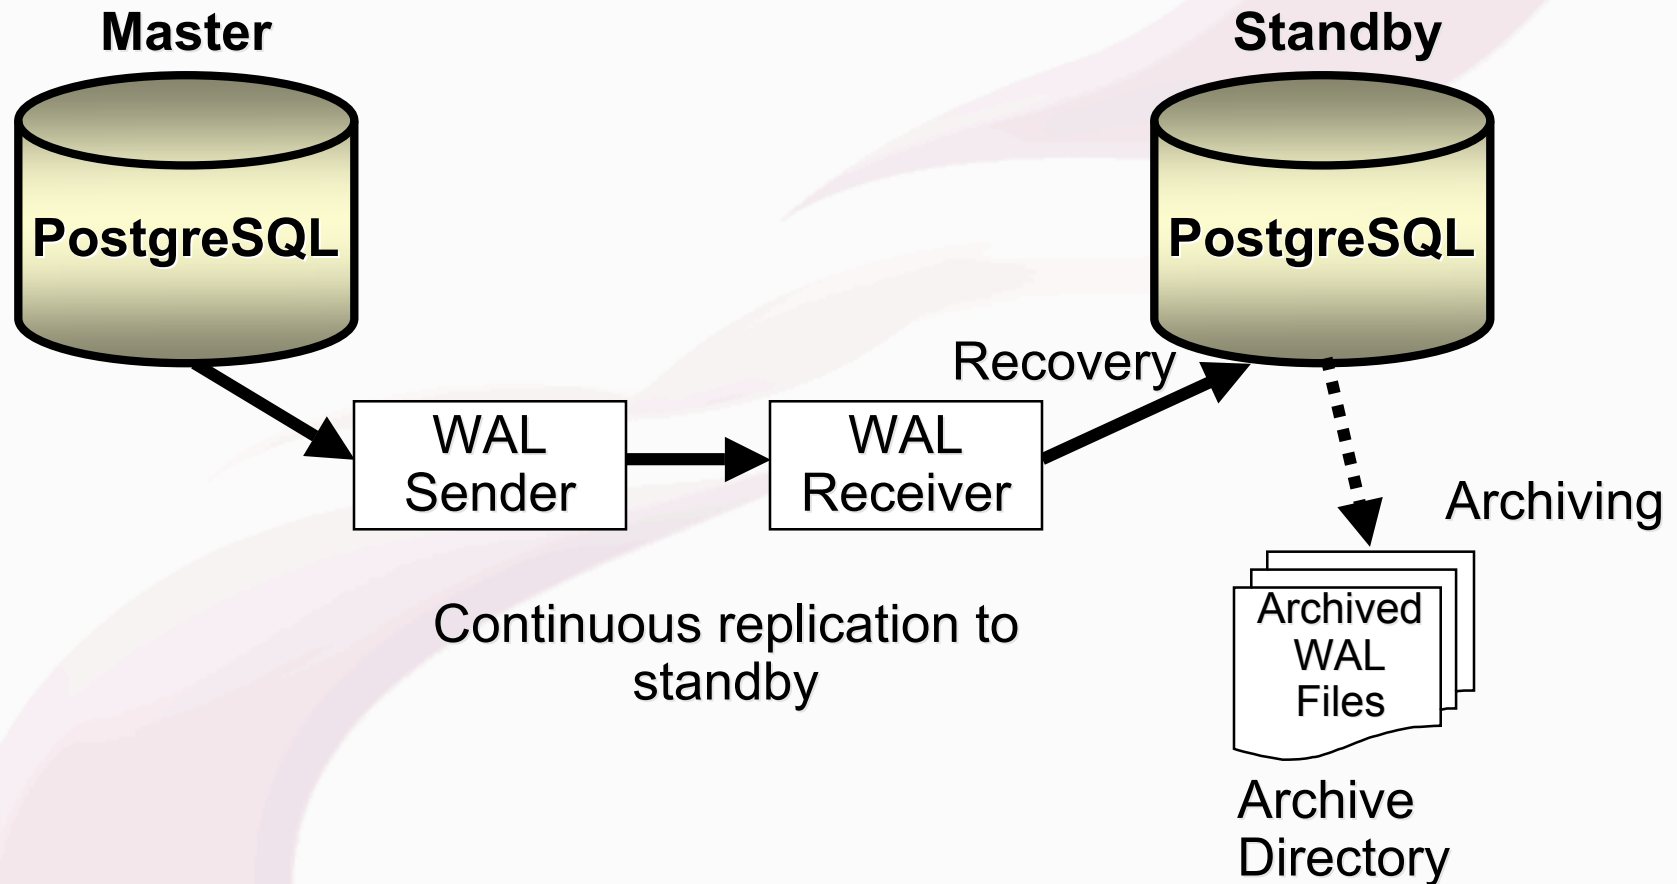 Master
Standby
PostgreSQL
PostgreSQL
Recovery
WAL
Sender
WAL
Receiver
Archiving
Continuous replication to
standby
Archived
WAL
Files
Archive
Directory